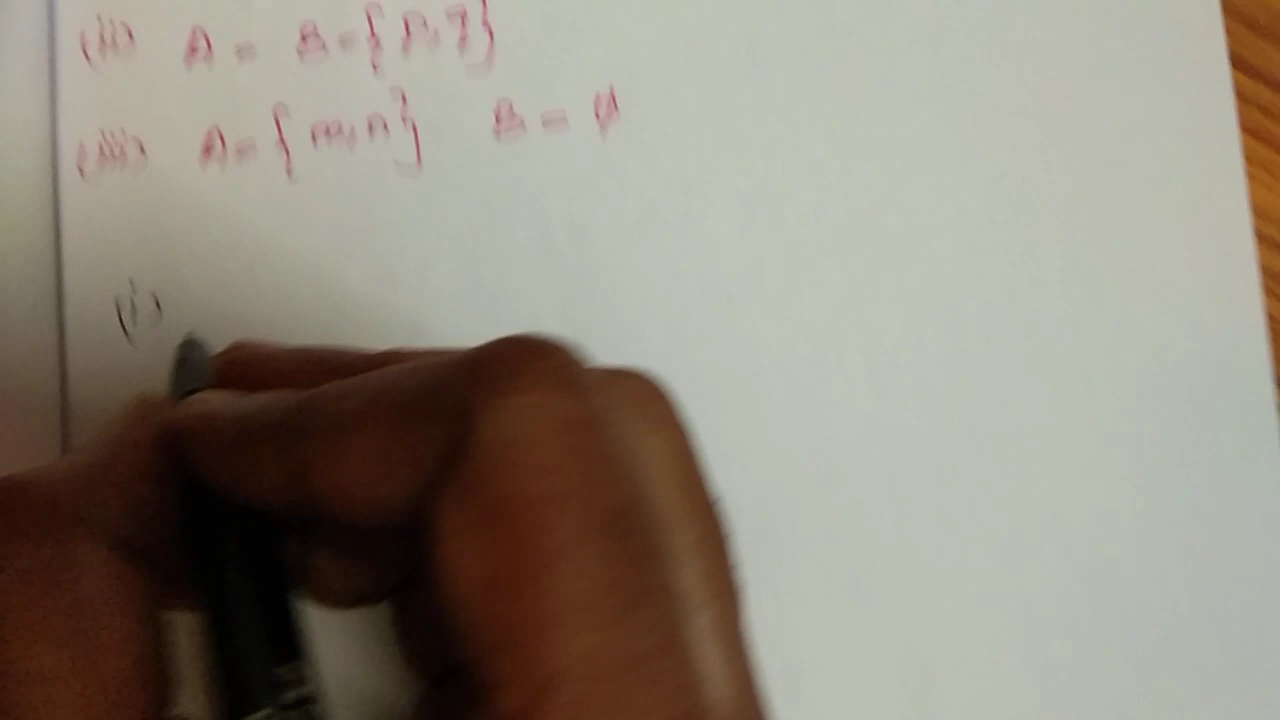 (ii) A = B = {p, q}
(iii) A = {m, n} B = φ
(i)